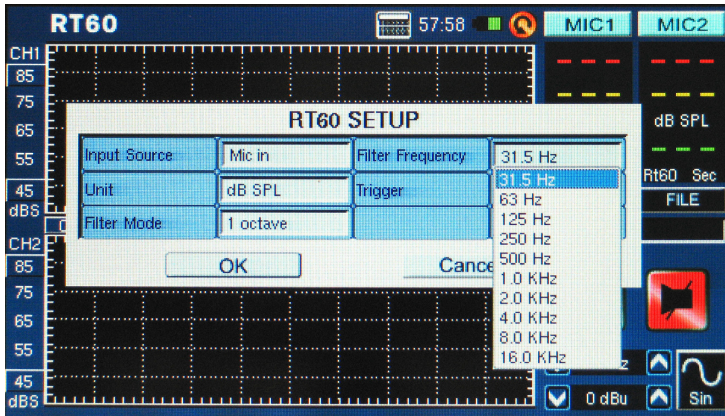 RT60 57:58 MIC1 MIC2
CH1
85
75
65
55
45
dBS
CH2
85
75
65
55
45
dBS
RT60 SETUP
Input Source Mic in Filter Frequency 31.5 Hz
Unit dB SPL Trigger
Filter Mode 1 octave
OK
31.5 Hz
63 Hz
125 Hz
250 Hz
500 Hz
1.0 KHz
2.0 KHz
4.0 KHz
8.0 KHz
16.0 KHz
dB SPL
Rt60 Sec
FILE
0 dBu
Sin